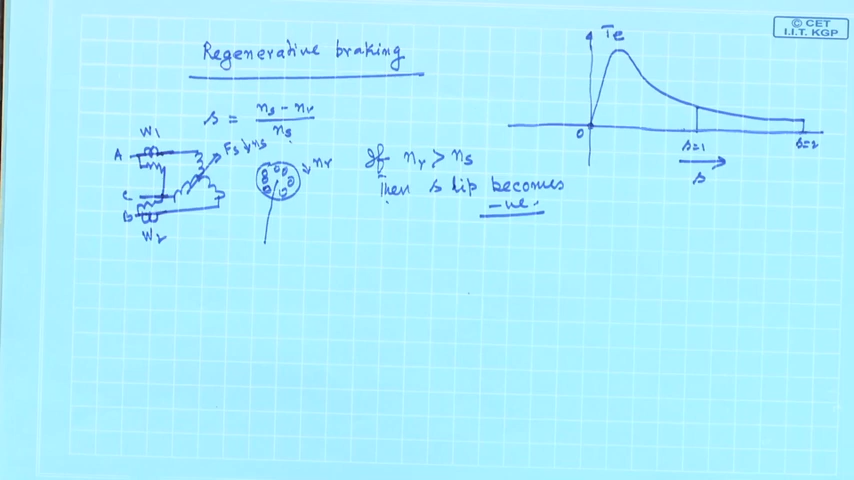 © CET
I.I.T. KGP
Regenerative braking
Te
s = (ns - nr) / ns
W1
A
Fs ns
C
B
W2
nr
If nr > ns
Then slip becomes
-ve.
0
s=1
s=2
s